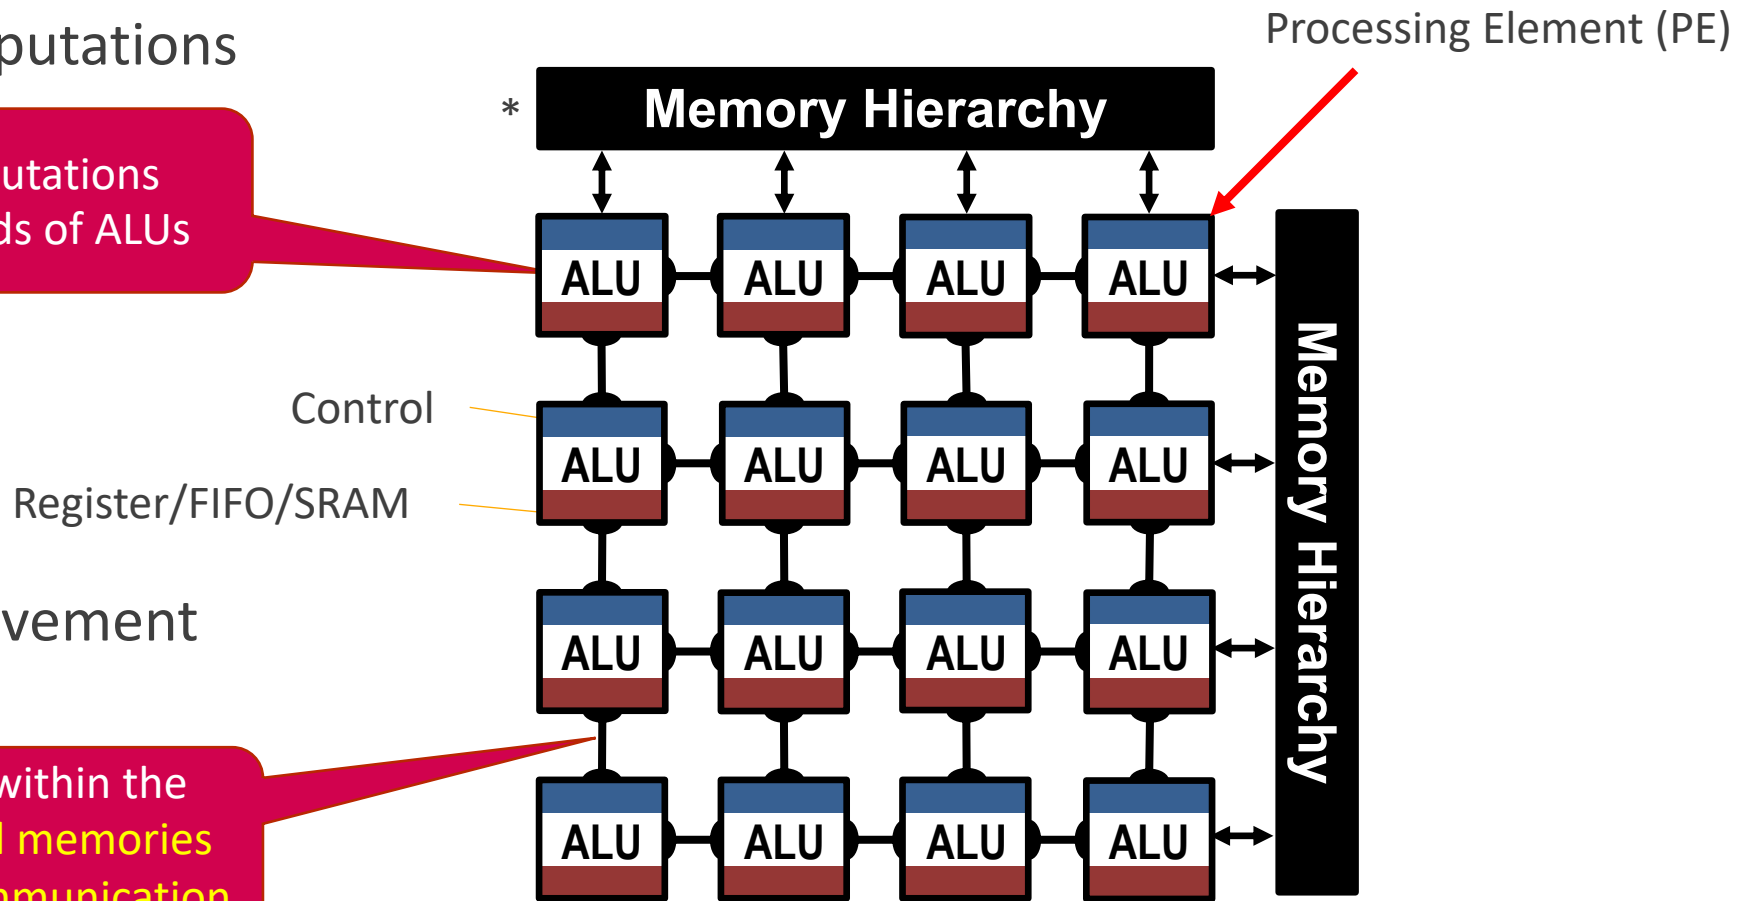 Processing Element (PE)
putations
* Memory Hierarchy
utations
ds of ALUs
ALU ALU ALU ALU
Control
ALU ALU ALU ALU
Register/FIFO/SRAM
Memory Hierarchy
vement
ALU ALU ALU ALU
within the
d memories
mmunication
ALU ALU ALU ALU